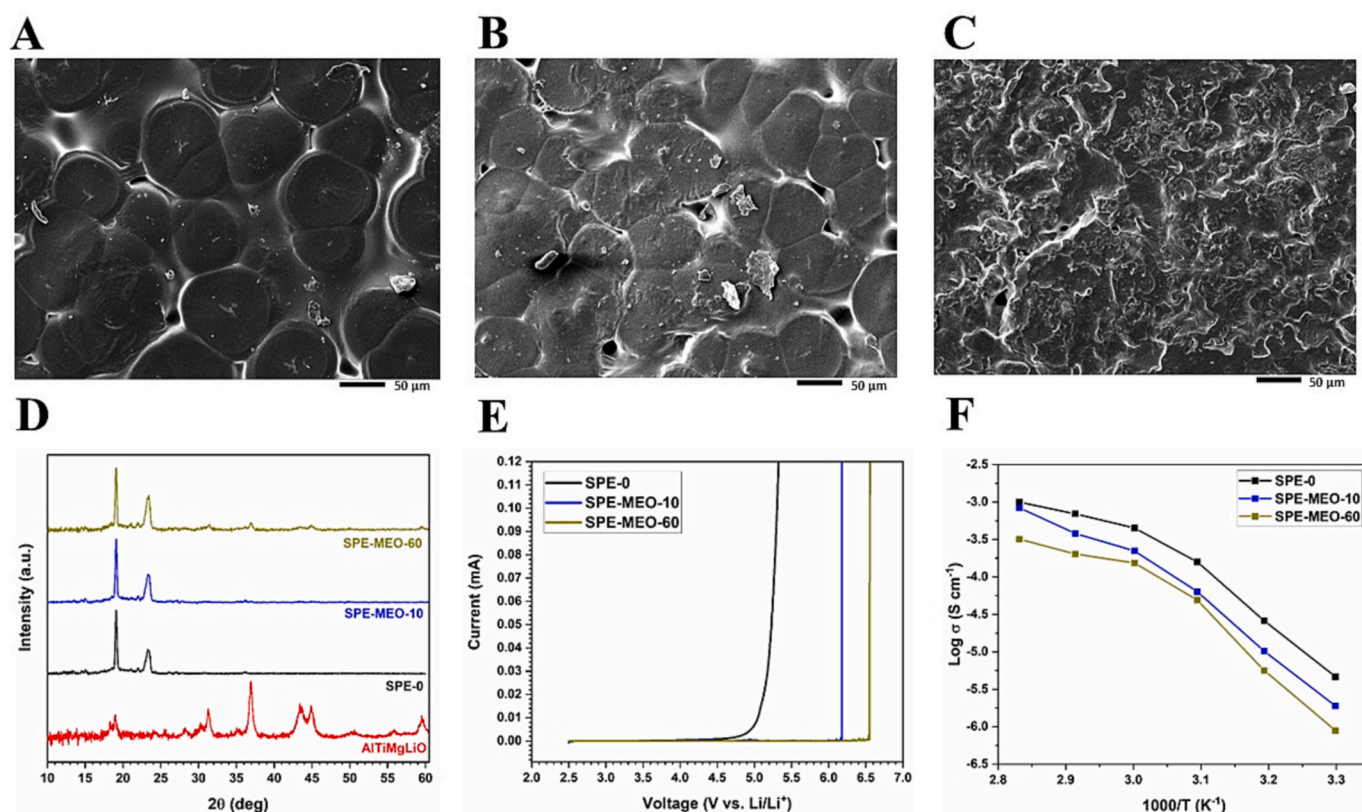 A
B
C
50 μm
50 μm
50 μm
D
E
F
Intensity (a.u.)
SPE-MEO-60
SPE-MEO-10
SPE-0
AlTiMgLiO
10 15 20 25 30 35 40 45 50 55 60
2θ (deg)
Current (mA)
0.12
0.11
0.10
0.09
0.08
0.07
0.06
0.05
0.04
0.03
0.02
0.01
0.00
SPE-0
SPE-MEO-10
SPE-MEO-60
2.0 2.5 3.0 3.5 4.0 4.5 5.0 5.5 6.0 6.5 7.0
Voltage (V vs. Li/Li⁺)
Log σ (S cm⁻¹)
-2.5
-3.0
-3.5
-4.0
-4.5
-5.0
-5.5
-6.0
-6.5
SPE-0
SPE-MEO-10
SPE-MEO-60
2.8 2.9 3.0 3.1 3.2 3.3
1000/T (K⁻¹)